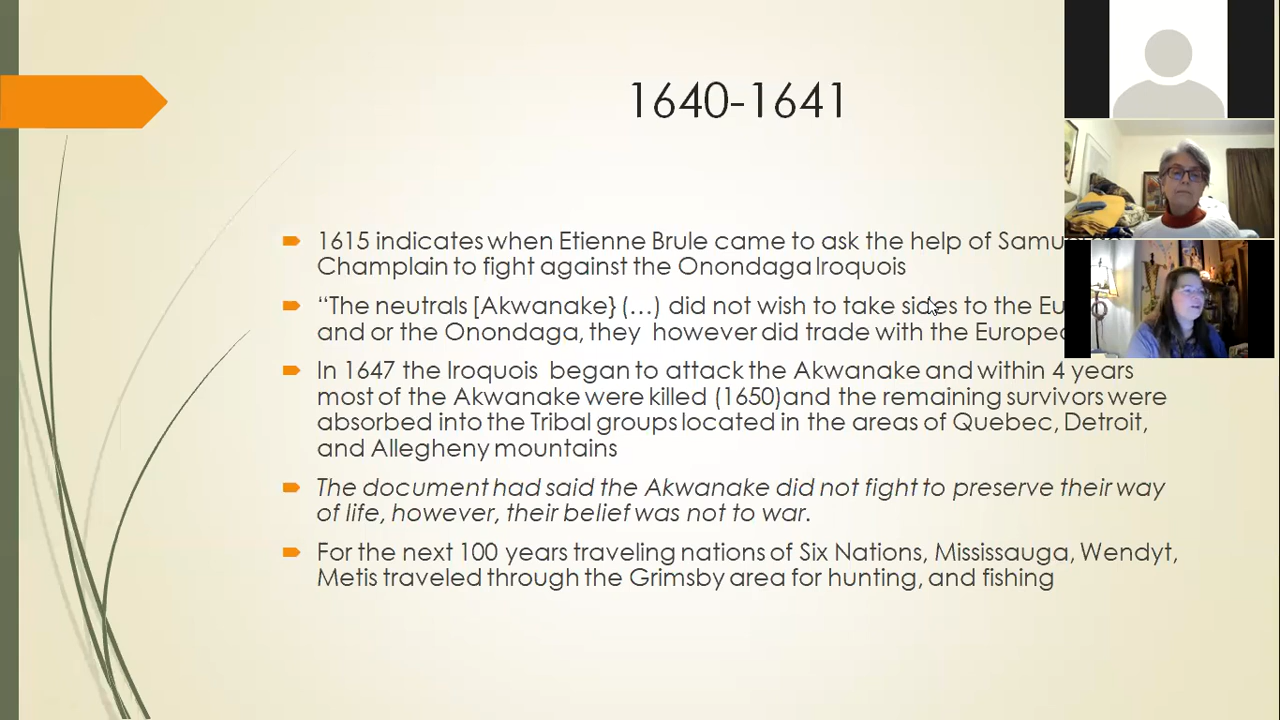 1640-1641
1615 indicates when Etienne Brule came to ask the help of
Champlain to fight against the Onondaga Iroquois
“The neutrals [Akwanake} (…) did not wish to take sides to the
and or the Onondaga, they however did trade with the
In 1647 the Iroquois began to attack the Akwanake and within 4 years
most of the Akwanake were killed (1650)and the remaining survivors were
absorbed into the Tribal groups located in the areas of Quebec, Detroit,
and Allegheny mountains
The document had said the Akwanake did not fight to preserve their way
of life, however, their belief was not to war.
For the next 100 years traveling nations of Six Nations, Mississauga, Wendyt,
Metis traveled through the Grimsby area for hunting, and fishing